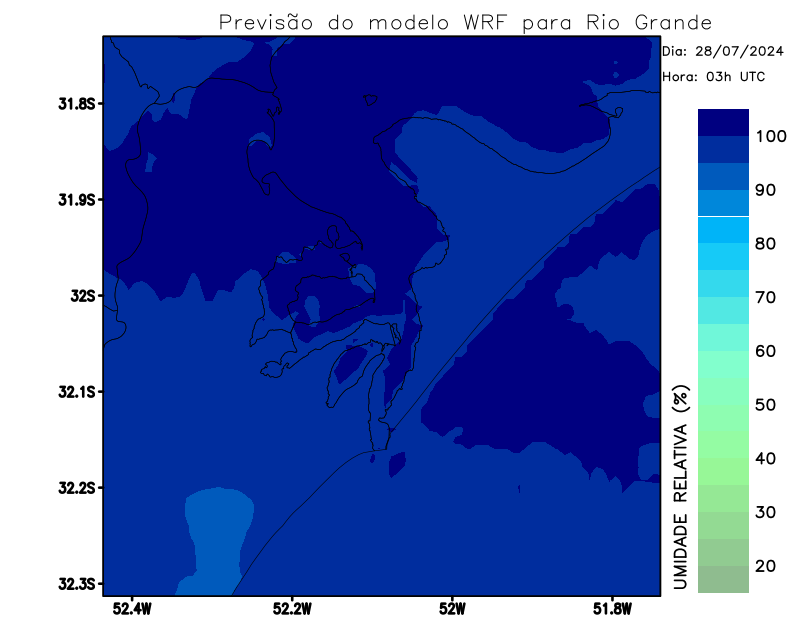 Previsão do modelo WRF para Rio Grande
Dia: 28/07/2024
Hora: 03h UTC
31.8S
31.9S
32S
32.1S
32.2S
32.3S
52.4W
52.2W
52W
51.8W
UMIDADE RELATIVA (%)
100
90
80
70
60
50
40
30
20